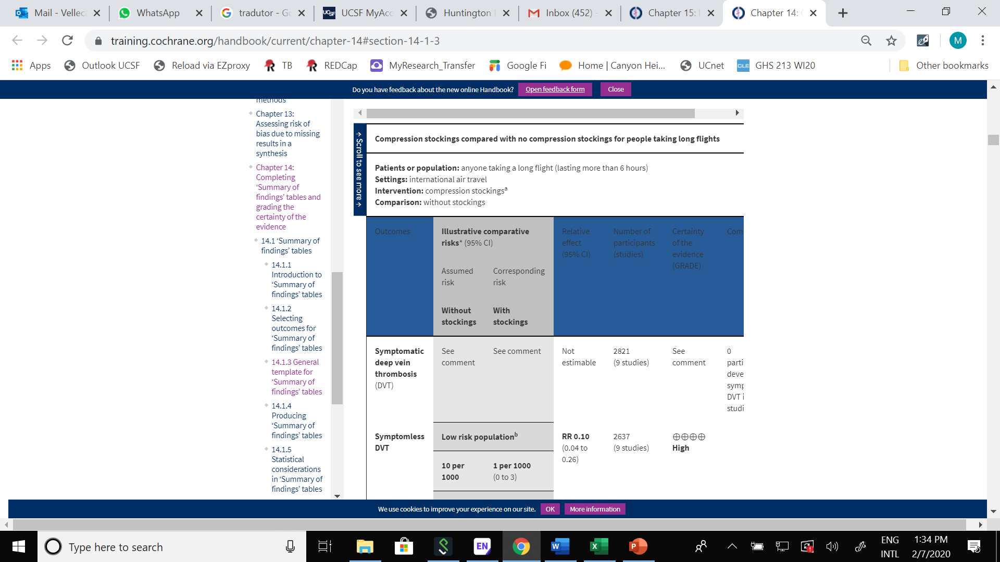 Mail - Vellec
WhatsApp
tradutor - Go
UCSF MyAcc
Huntington
Inbox (452) -
Chapter 15:
Chapter 14:
training.cochrane.org/handbook/current/chapter-14#section-14-1-3
M
Apps
Outlook UCSF
Reload via EZproxy
TB
REDCap
MyResearch_Transfer
Google Fi
Home | Canyon Hei...
UCnet
CLE
GHS 213 WI20
Other bookmarks
Do you have feedback about the new online Handbook?
Open feedback form
Close
methods
Chapter 13:
Assessing risk of
bias due to missing
results in a
synthesis
Chapter 14:
Completing
‘Summary of
findings’ tables and
grading the
certainty of the
evidence
14.1 ‘Summary of
findings’ tables
14.1.1
Introduction to
‘Summary of
findings’ tables
14.1.2
Selecting
outcomes for
‘Summary of
findings’ tables
14.1.3 General
template for
‘Summary of
findings’ tables
14.1.4
Producing
‘Summary of
findings’ tables
14.1.5
Statistical
considerations
in ‘Summary of
findings’ tables
↑ Scroll to see more ↑
Compression stockings compared with no compression stockings for people taking long flights
Patients or population: anyone taking a long flight (lasting more than 6 hours)
Settings: international air travel
Intervention: compression stockingsª
Comparison: without stockings
Outcomes
Illustrative comparative
risks* (95% CI)
Assumed
risk
Corresponding
risk
Without
stockings
With
stockings
Relative
effect
(95% CI)
Number of
participants
(studies)
Certainty
of the
evidence
(GRADE)
Com
Symptomatic
deep vein
thrombosis
(DVT)
See
comment
See comment
Not
estimable
2821
(9 studies)
See
comment
0
parti
deve
symp
DVT i
studi
Symptomless
DVT
Low risk populationᵇ
10 per
1000
1 per 1000
(0 to 3)
RR 0.10
(0.04 to
0.26)
2637
(9 studies)
⊕⊕⊕⊕
High
We use cookies to improve your experience on our site.
OK
More information
Type here to search
EN
ENG
INTL
1:34 PM
2/7/2020